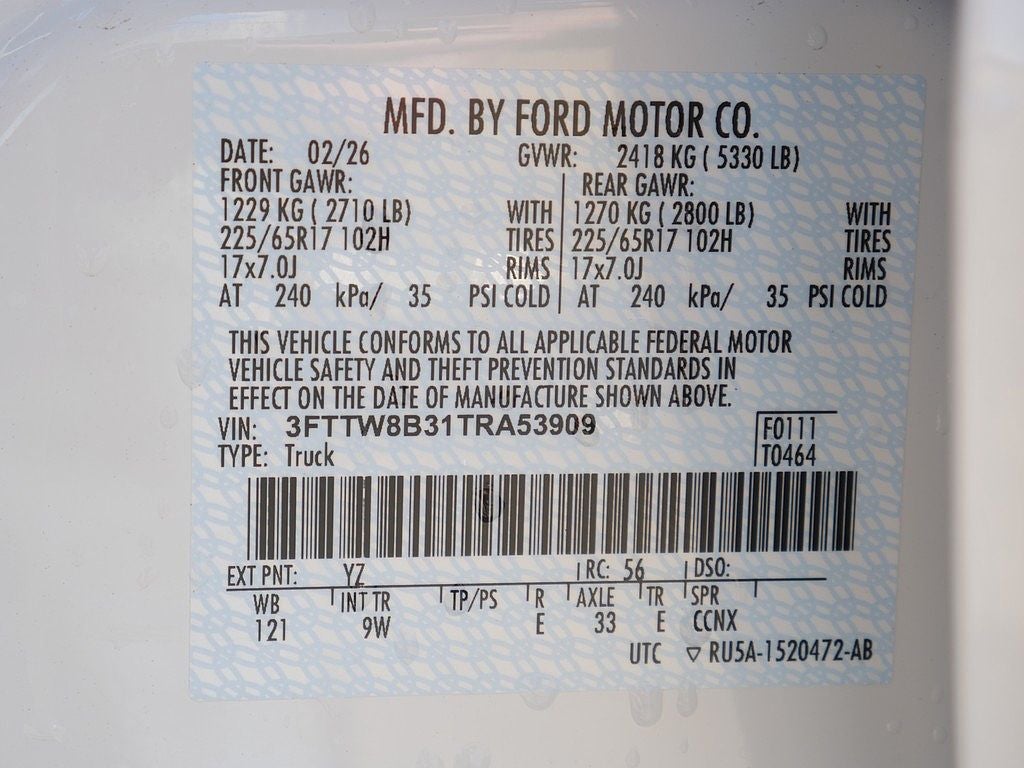 MFD. BY FORD MOTOR CO.
DATE: 02/26 GVWR: 2418 KG ( 5330 LB)
FRONT GAWR: REAR GAWR:
1229 KG ( 2710 LB) WITH 1270 KG ( 2800 LB) WITH
225/65R17 102H TIRES 225/65R17 102H TIRES
17x7.0J RIMS 17x7.0J RIMS
AT 240 kPa/ 35 PSI COLD AT 240 kPa/ 35 PSI COLD
THIS VEHICLE CONFORMS TO ALL APPLICABLE FEDERAL MOTOR
VEHICLE SAFETY AND THEFT PREVENTION STANDARDS IN
EFFECT ON THE DATE OF MANUFACTURE SHOWN ABOVE.
VIN: 3FTTW8B31TRA53909 F0111
TYPE: Truck T0464
EXT PNT: YZ RC: 56 DSO:
WB INT TR TP/PS R AXLE TR SPR
121 9W E 33 E CCNX
UTC ▽ RU5A-1520472-AB